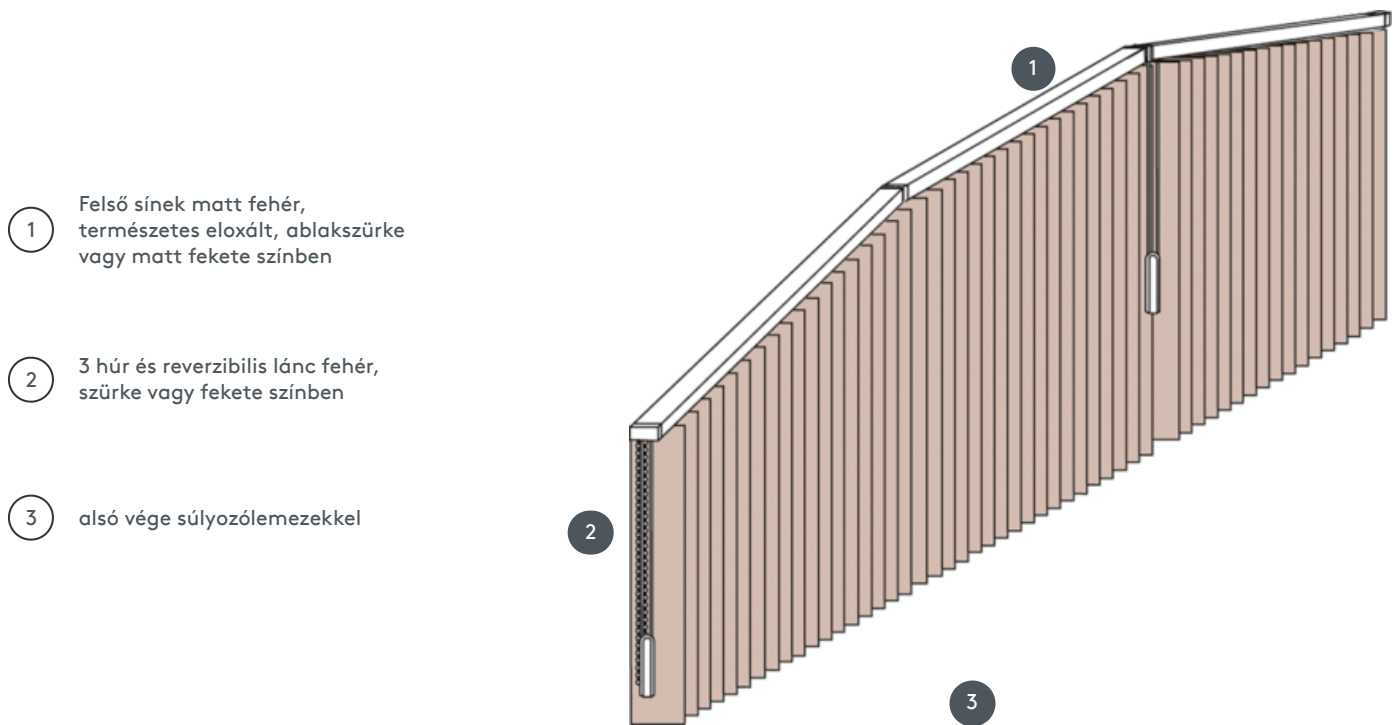 1
Felső sínek matt fehér,
természetes eloxált, ablakszürke
vagy matt fekete színben
2
3 húr és reverzibilis lánc fehér,
szürke vagy fekete színben
3
alsó vége súlyozólemezekkel
1
2
3